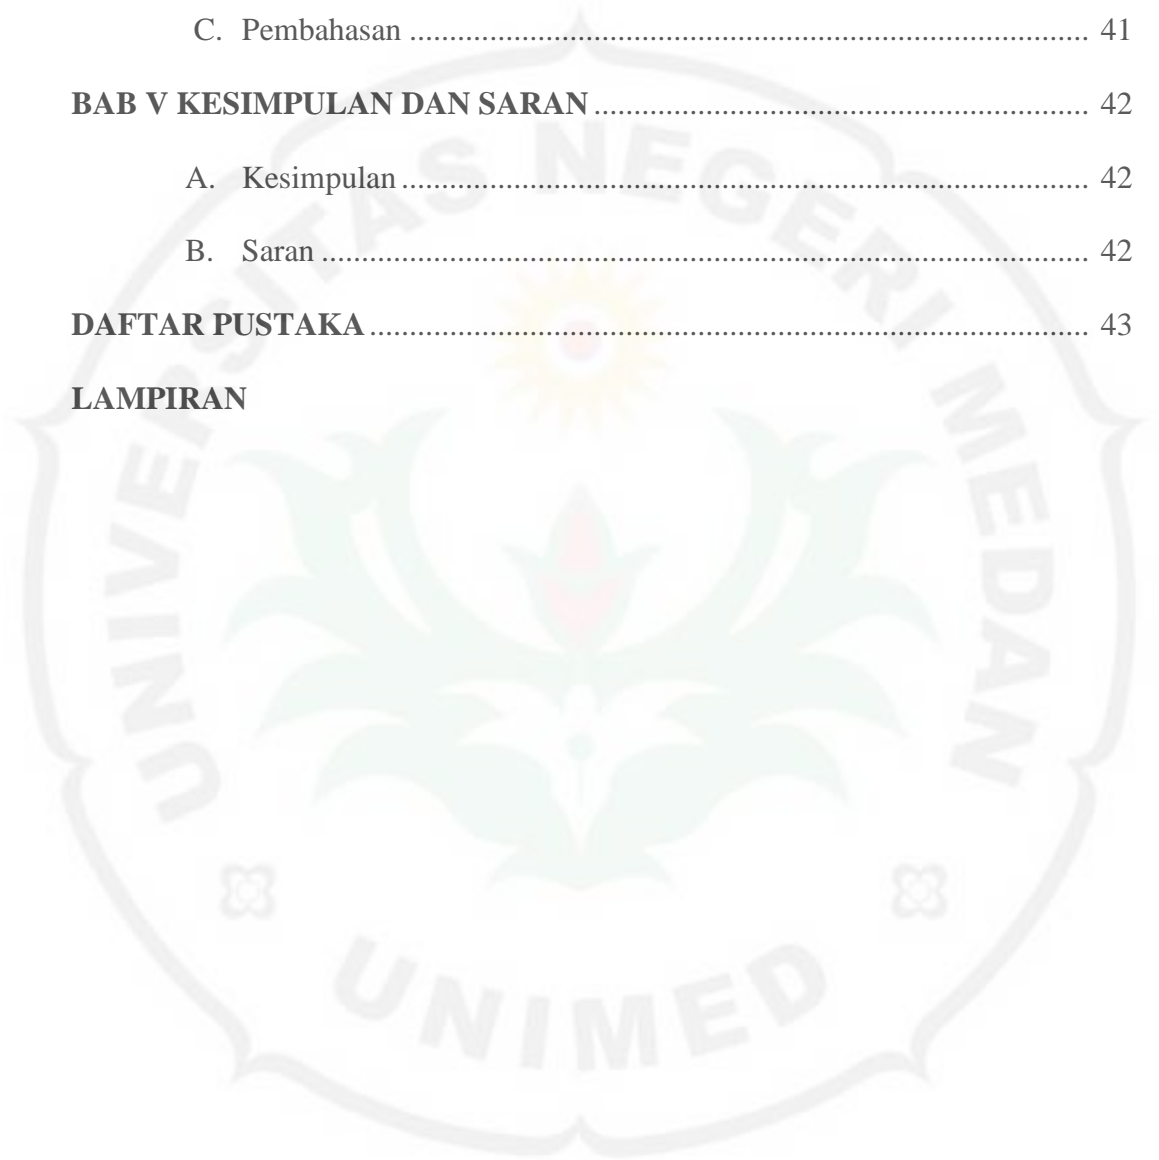 C. Pembahasan ..................................................................................... 41
BAB V KESIMPULAN DAN SARAN .............................................................. 42
A. Kesimpulan ...................................................................................... 42
B. Saran ................................................................................................ 42
DAFTAR PUSTAKA .......................................................................................... 43
LAMPIRAN
UNIVERSITAS NEGERI MEDAN
UNIMED